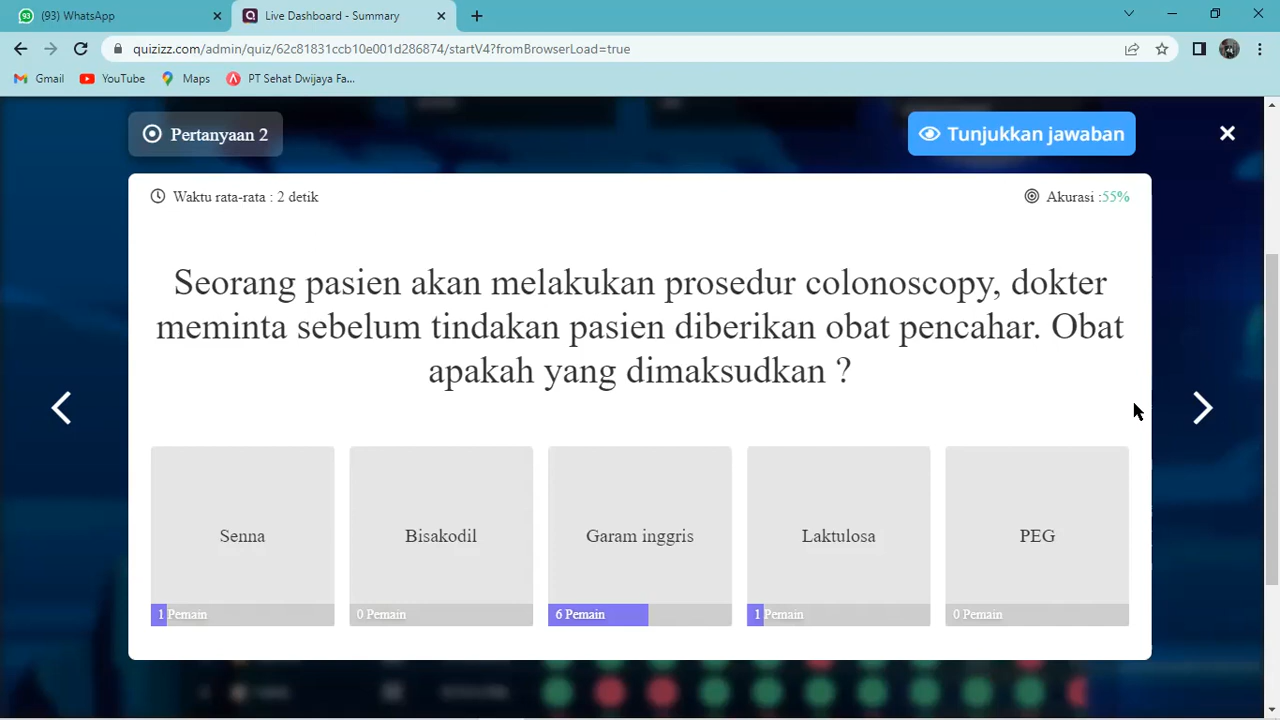 (93) WhatsApp
Live Dashboard - Summary
quizizz.com/admin/quiz/62c81831ccb10e001d286874/startV4?fromBrowserLoad=true
Gmail
YouTube
Maps
PT Sehat Dwijaya Fa...
Pertanyaan 2
Tunjukkan jawaban
Waktu rata-rata : 2 detik
Akurasi :55%
Seorang pasien akan melakukan prosedur colonoscopy, dokter
meminta sebelum tindakan pasien diberikan obat pencahar. Obat
apakah yang dimaksudkan ?
Senna
Bisakodil
Garam inggris
Laktulosa
PEG
1 Pemain
0 Pemain
6 Pemain
1 Pemain
0 Pemain